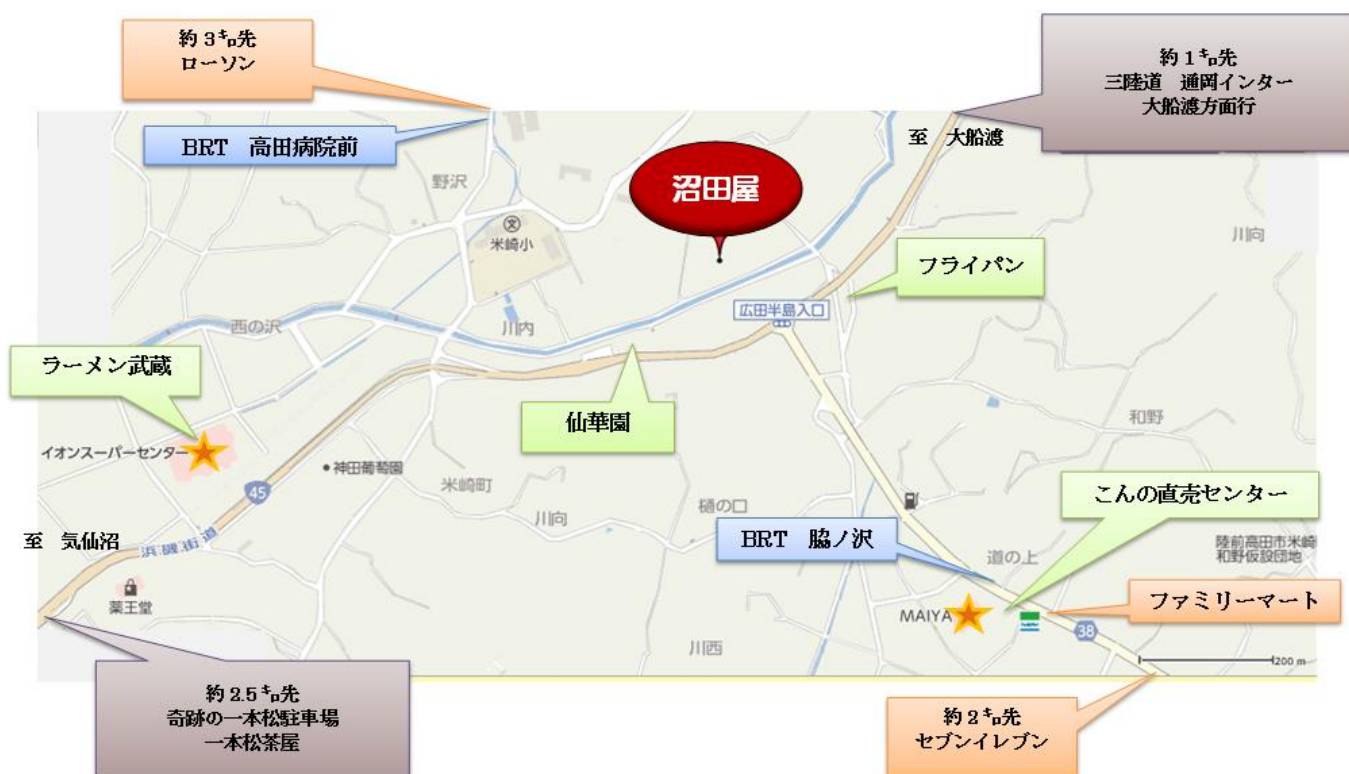 約3㌔先
ローソン
約1㌔先
三陸道　通岡インター
大船渡方面行
BRT　高田病院前
至　大船渡
野沢
沼田屋
文
米崎小
川向
フライパン
広田半島入口
西の沢
川内
ラーメン武蔵
仙華園
和野
イオンスーパーセンター
神田葡萄園
米崎町
45
川向
樋の口
こんの直売センター
至　気仙沼
浜磯街道
BRT　脇ノ沢
道の上
陸前高田市米崎
和野仮設団地
薬王堂
MAIYA
ファミリーマート
38
川西
200 m
約2.5㌔先
奇跡の一本松駐車場
一本松茶屋
約2㌔先
セブンイレブン